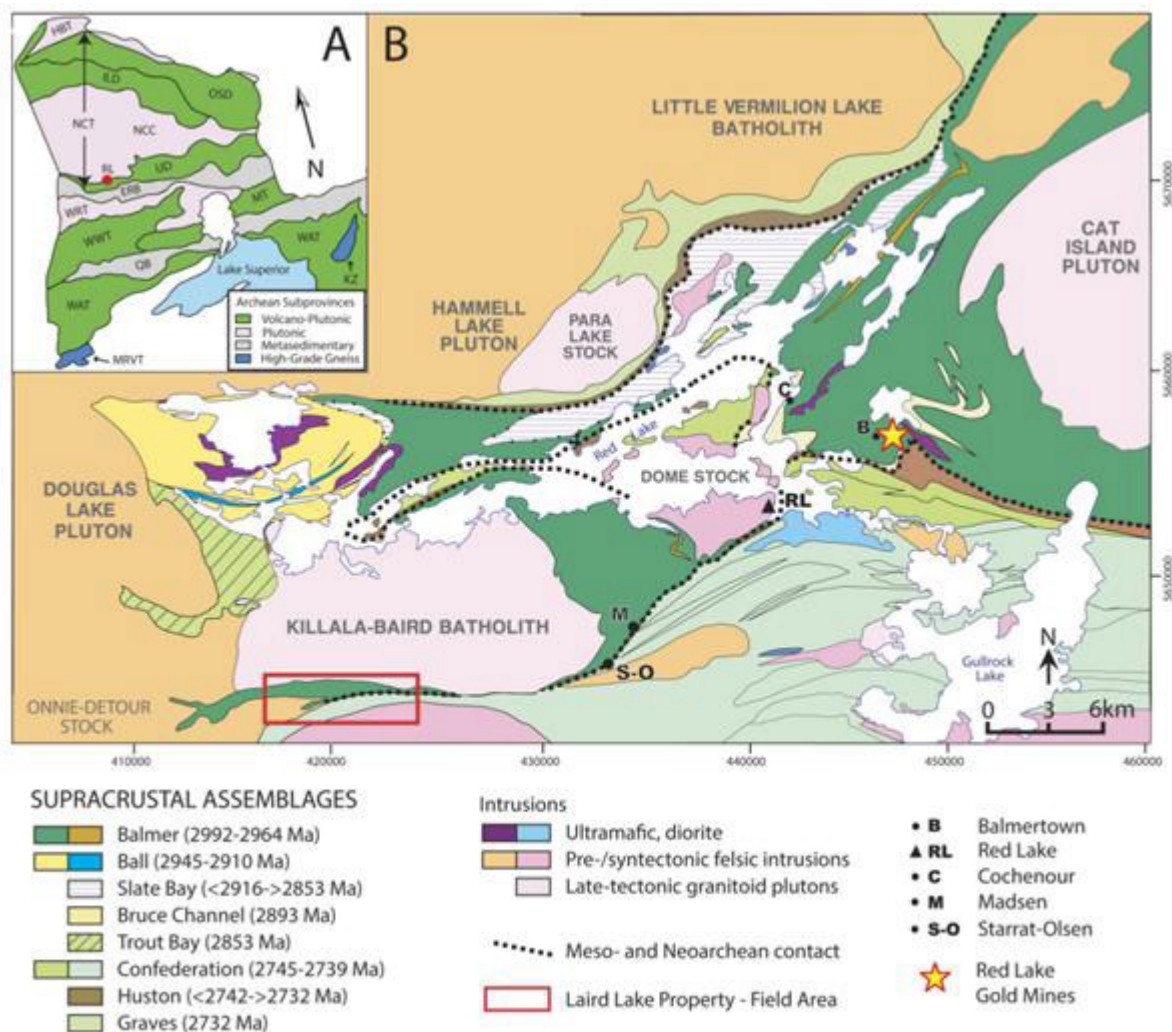 A
B
HBT
ILD
OSD
NCT
NCC
RL
UD
ERB
WRT
MT
WWT
WAT
QB
Lake Superior
KZ
WAT
MRVT
N
Archean Subprovinces
Volcano-Plutonic
Plutonic
Metasedimentary
High-Grade Gneiss
LITTLE VERMILION LAKE
BATHOLITH
CAT
ISLAND
PLUTON
HAMMELL
LAKE
PLUTON
PARA
LAKE
STOCK
C
Red Lake
B
DOME STOCK
DOUGLAS
LAKE
PLUTON
RL
KILLALA-BAIRD BATHOLITH
M
S-O
Gullrock
Lake
N
ONNIE-DETOUR
STOCK
0 3 6km
5670000
5660000
5650000
410000 420000 430000 440000 450000 460000
SUPRACRUSTAL ASSEMBLAGES
Balmer (2992-2964 Ma)
Ball (2945-2910 Ma)
Slate Bay (<2916->2853 Ma)
Bruce Channel (2893 Ma)
Trout Bay (2853 Ma)
Confederation (2745-2739 Ma)
Huston (<2742->2732 Ma)
Graves (2732 Ma)
Intrusions
Ultramafic, diorite
Pre-/syntectonic felsic intrusions
Late-tectonic granitoid plutons
Meso- and Neoarchean contact
Laird Lake Property - Field Area
B Balmertown
RL Red Lake
C Cochenour
M Madsen
S-O Starrat-Olsen
Red Lake
Gold Mines